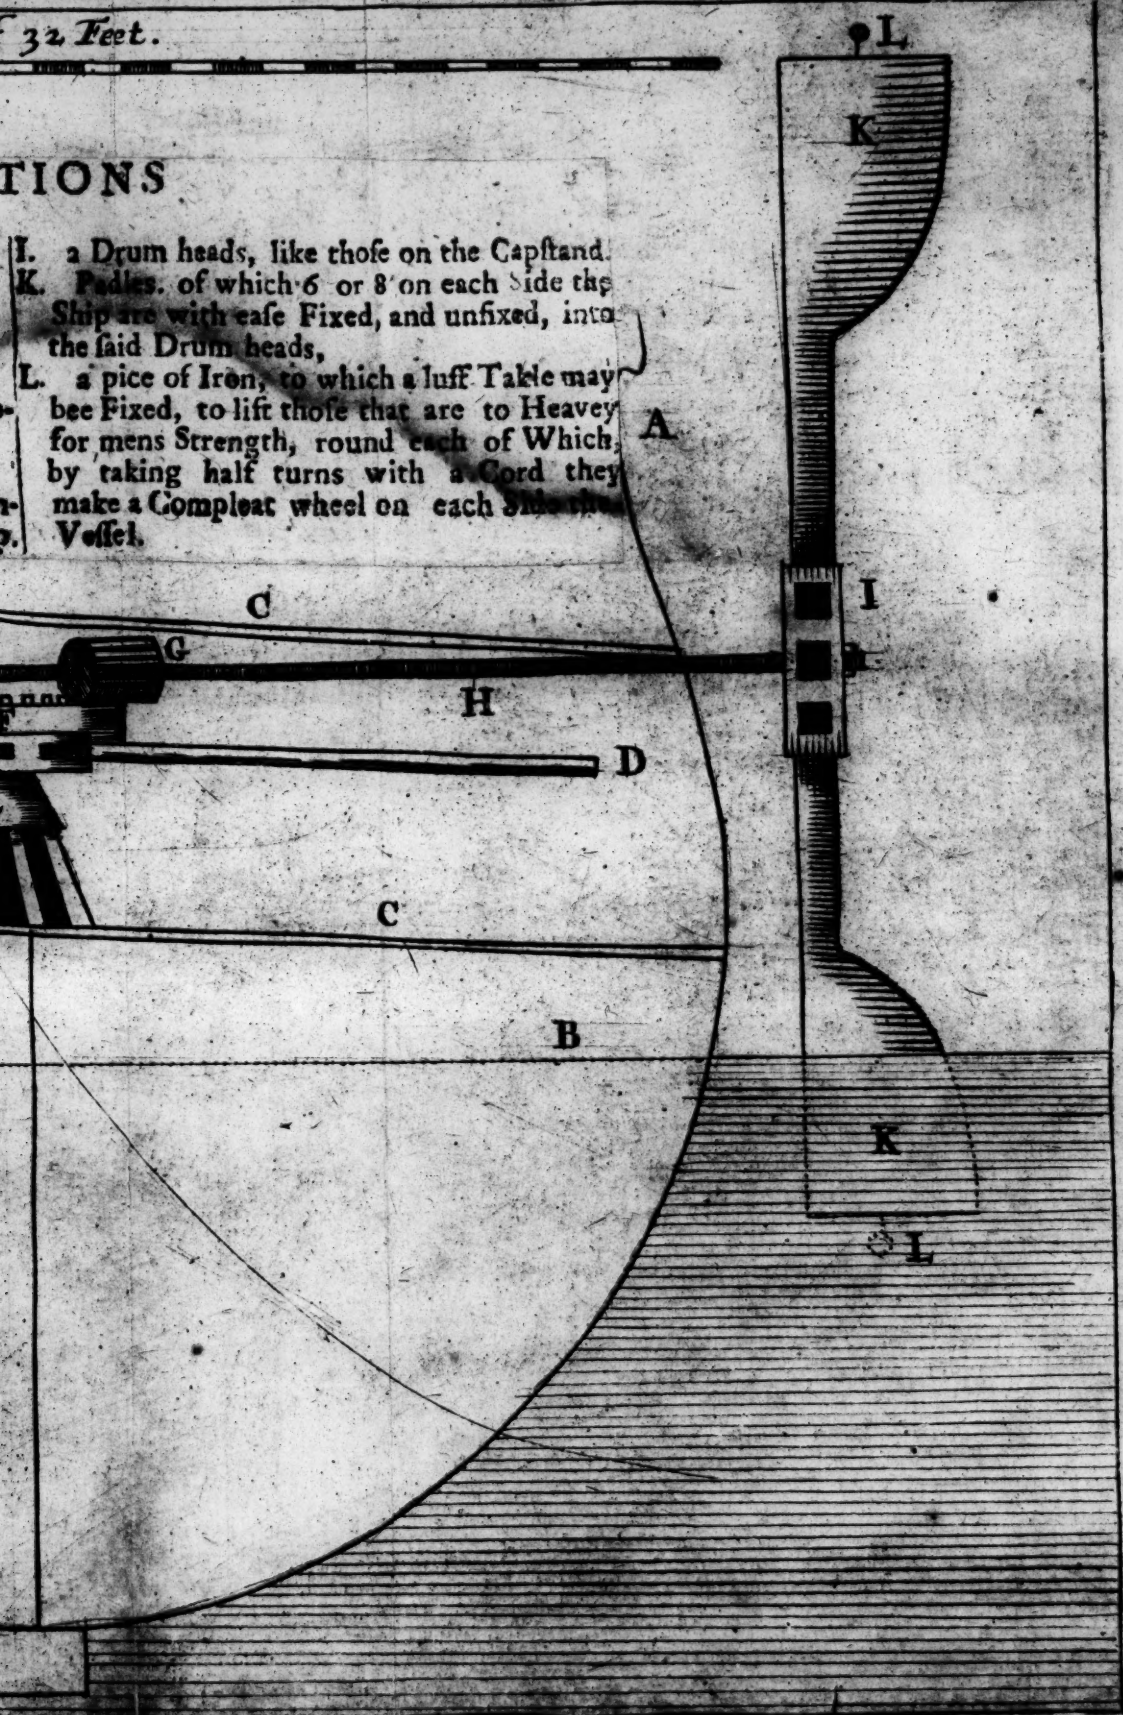 32 Feet.
L
K
TIONS
I. a Drum heads, like thoſe on the Capſtand.
K. Padles. of which 6 or 8 on each Side the
Ship are with eaſe Fixed, and unfixed, into
the ſaid Drum heads,
L. a pice of Iron, to which a luff Takle may
bee Fixed, to lift thoſe that are to Heavey
for mens Strength, round each of Which,
by taking half turns with a Cord they
make a Compleat wheel on each Side the
Veſſel.
A
C
I
G
H
F
D
C
B
K
L